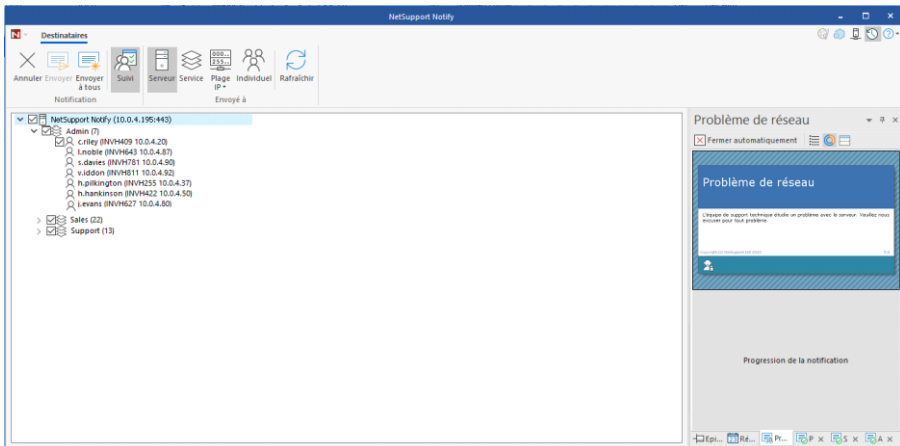 NetSupport Notify
Destinataires
Annuler Envoyer Envoyer à tous Suivi Serveur Service Plage IP Individuel Rafraîchir
Notification Envoyé à
NetSupport Notify (10.0.4.195:443)
Admin (7)
c.riley (INVH409 10.0.4.20)
l.noble (INVH643 10.0.4.87)
s.davies (INVH781 10.0.4.90)
v.iddon (INVH811 10.0.4.92)
h.pilkington (INVH255 10.0.4.37)
h.hankinson (INVH422 10.0.4.50)
j.evans (INVH627 10.0.4.80)
Sales (22)
Support (13)
Problème de réseau
Fermer automatiquement
Problème de réseau
L'équipe de support technique étudie un problème avec le serveur. Veuillez nous
excuser pour tout problème.
Progression de la notification
Epi... Ré... Pr... P S A